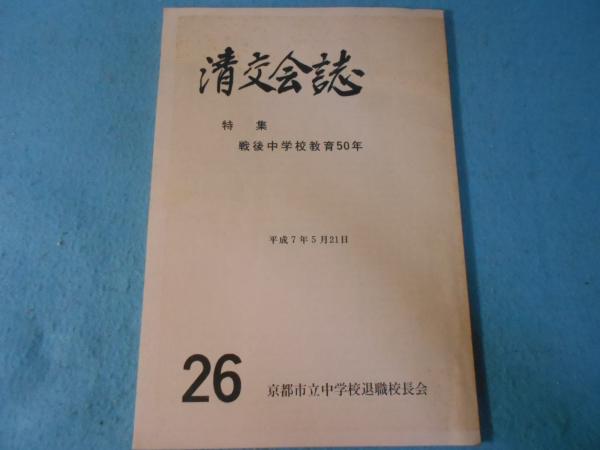 清交会誌
特集
戦後中学校教育50年
平成7年5月21日
26
京都市立中学校退職校長会